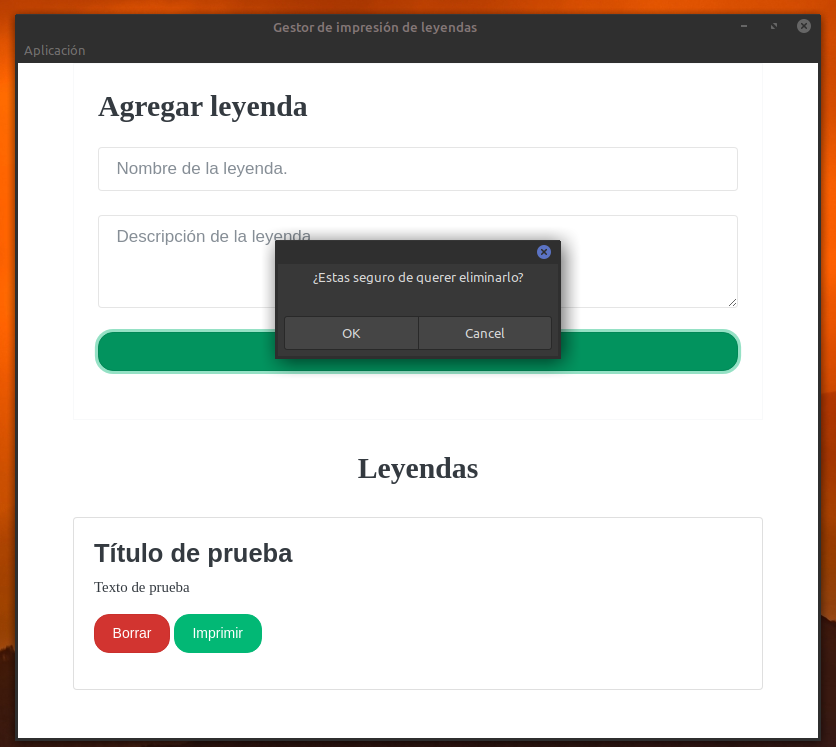 Gestor de impresión de leyendas
Aplicación
Agregar leyenda
Nombre de la leyenda.
Descripción de la leyenda
¿Estas seguro de querer eliminarlo?
OK
Cancel
Leyendas
Título de prueba
Texto de prueba
Borrar
Imprimir